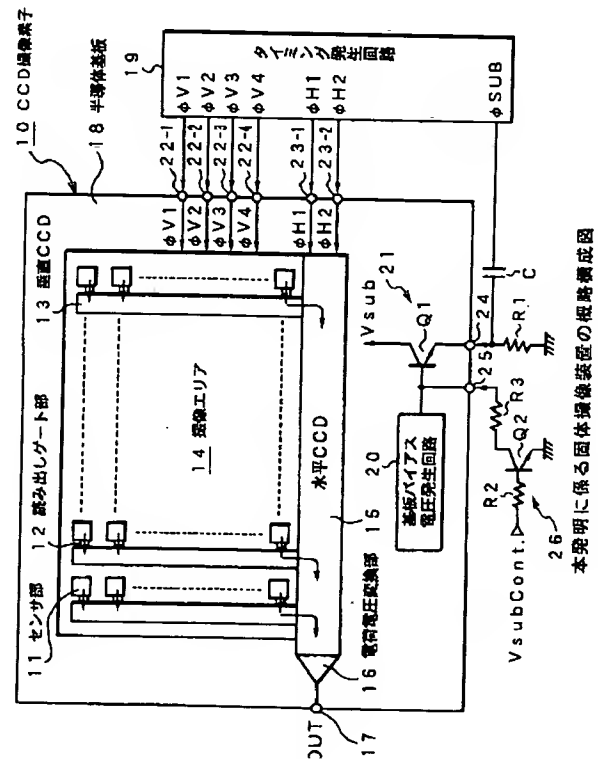 10 CCD撮像素子
18 半導体基板
13 垂直CCD
12 読み出しゲート部
11 センサ部
14 撮像エリア
水平CCD
15
16 電荷電圧変換部
OUT
17
19
タイミング発生回路
φV1
φV2
φV3
φV4
φH1
φH2
φSUB
22-1
22-2
22-3
22-4
23-1
23-2
φV1
φV2
φV3
φV4
φH1
φH2
20
基板バイアス
電圧発生回路
Vsub
21
Q1
24
25
C
R1
R3
Q2
R2
26
VsubCont.
本発明に係る固体撮像装置の概略構成図